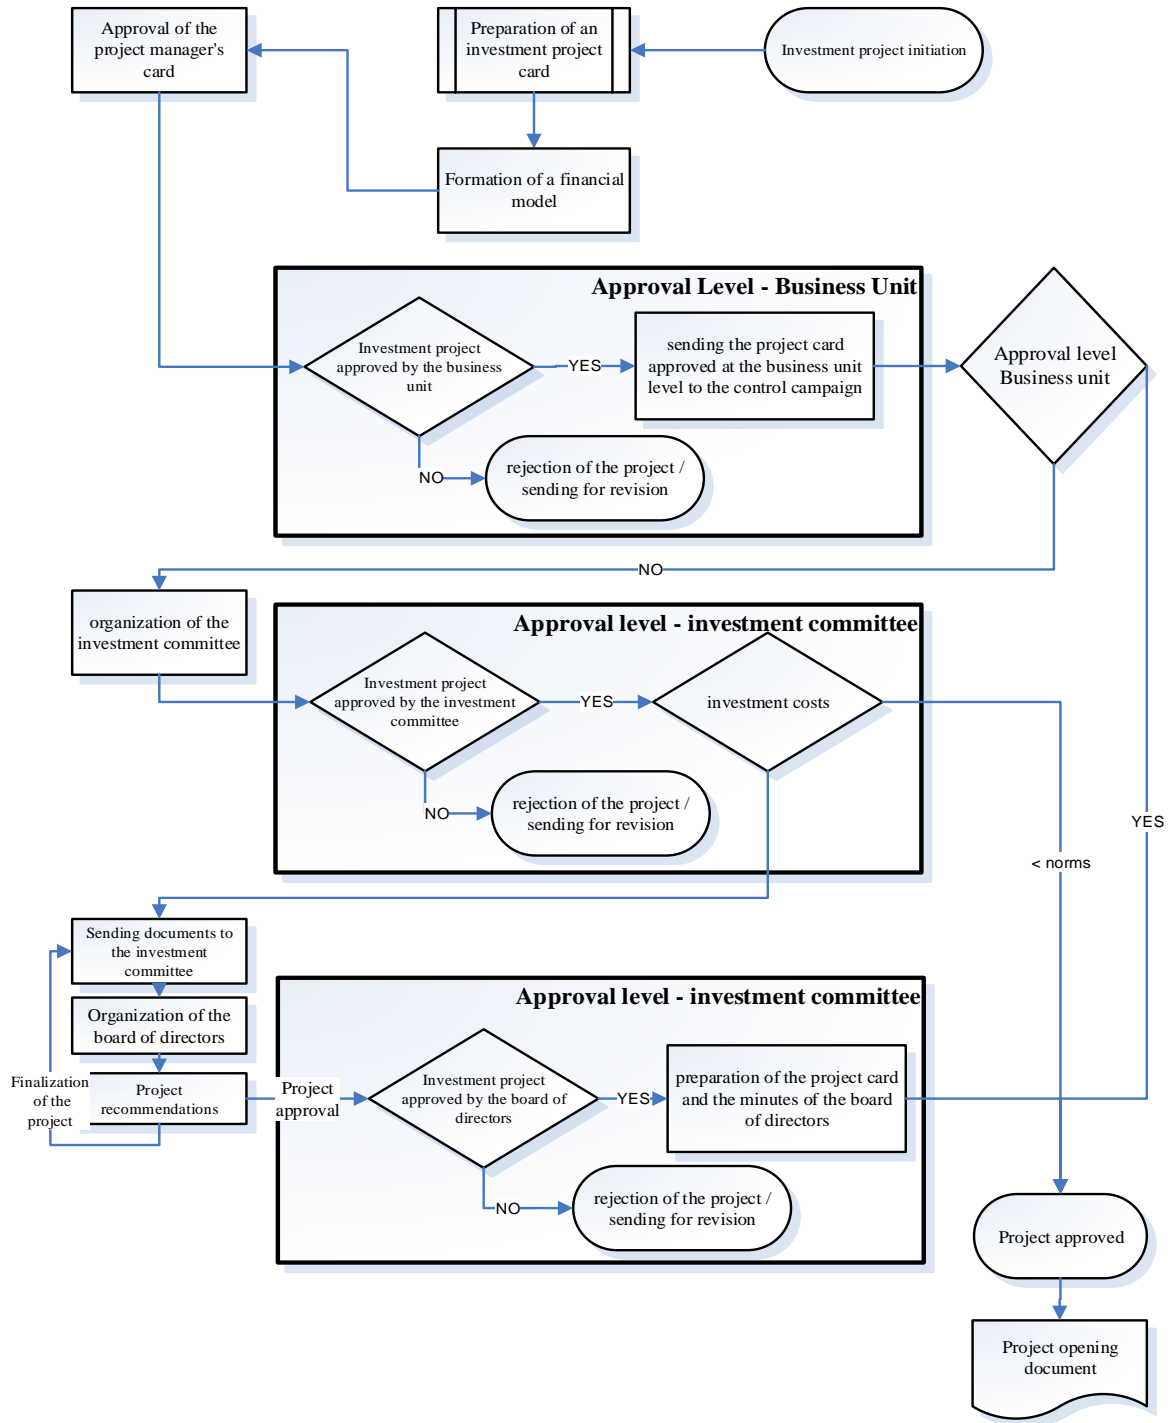 Approval of the
project manager's
card
Preparation of an
investment project
card
Investment project initiation
Formation of a financial
model
Approval Level - Business Unit
Investment project
approved by the business
unit
YES
sending the project card
approved at the business unit
level to the control campaign
Approval level
Business unit
NO
rejection of the project /
sending for revision
NO
organization of the
investment committee
Approval level - investment committee
Investment project
approved by the investment
committee
YES
investment costs
NO
rejection of the project /
sending for revision
YES
< norms
Sending documents to
the investment
committee
Organization of the
board of directors
Finalization
of the
project
Project
recommendations
Project
approval
Approval level - investment committee
Investment project
approved by the board of
directors
YES
preparation of the project card
and the minutes of the board
of directors
NO
rejection of the project /
sending for revision
Project approved
Project opening
document